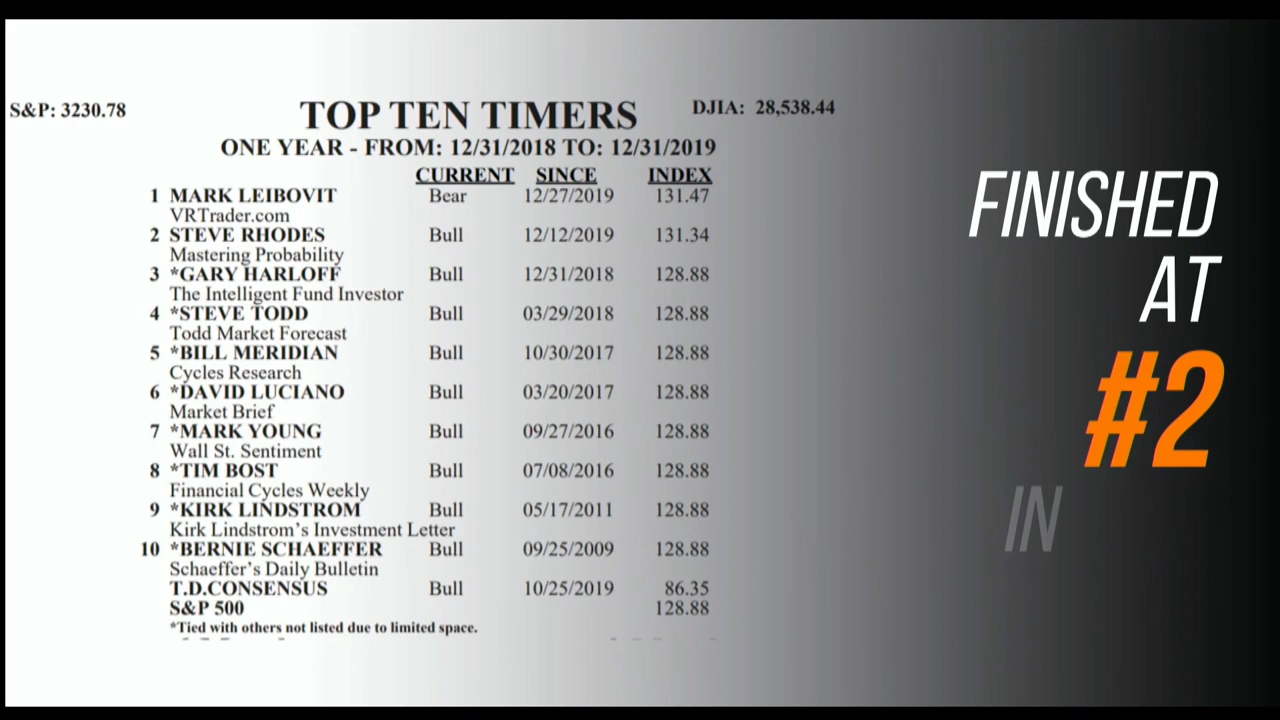 S&P: 3230.78
TOP TEN TIMERS
DJIA: 28,538.44
ONE YEAR - FROM: 12/31/2018 TO: 12/31/2019
CURRENT SINCE INDEX
1 MARK LEIBOVIT Bear 12/27/2019 131.47
VRTrader.com
2 STEVE RHODES Bull 12/12/2019 131.34
Mastering Probability
3 *GARY HARLOFF Bull 12/31/2018 128.88
The Intelligent Fund Investor
4 *STEVE TODD Bull 03/29/2018 128.88
Todd Market Forecast
5 *BILL MERIDIAN Bull 10/30/2017 128.88
Cycles Research
6 *DAVID LUCIANO Bull 03/20/2017 128.88
Market Brief
7 *MARK YOUNG Bull 09/27/2016 128.88
Wall St. Sentiment
8 *TIM BOST Bull 07/08/2016 128.88
Financial Cycles Weekly
9 *KIRK LINDSTROM Bull 05/17/2011 128.88
Kirk Lindstrom's Investment Letter
10 *BERNIE SCHAEFFER Bull 09/25/2009 128.88
Schaeffer's Daily Bulletin
T.D.CONSENSUS Bull 10/25/2019 86.35
S&P 500 128.88
*Tied with others not listed due to limited space.
FINISHED
AT
#2
IN